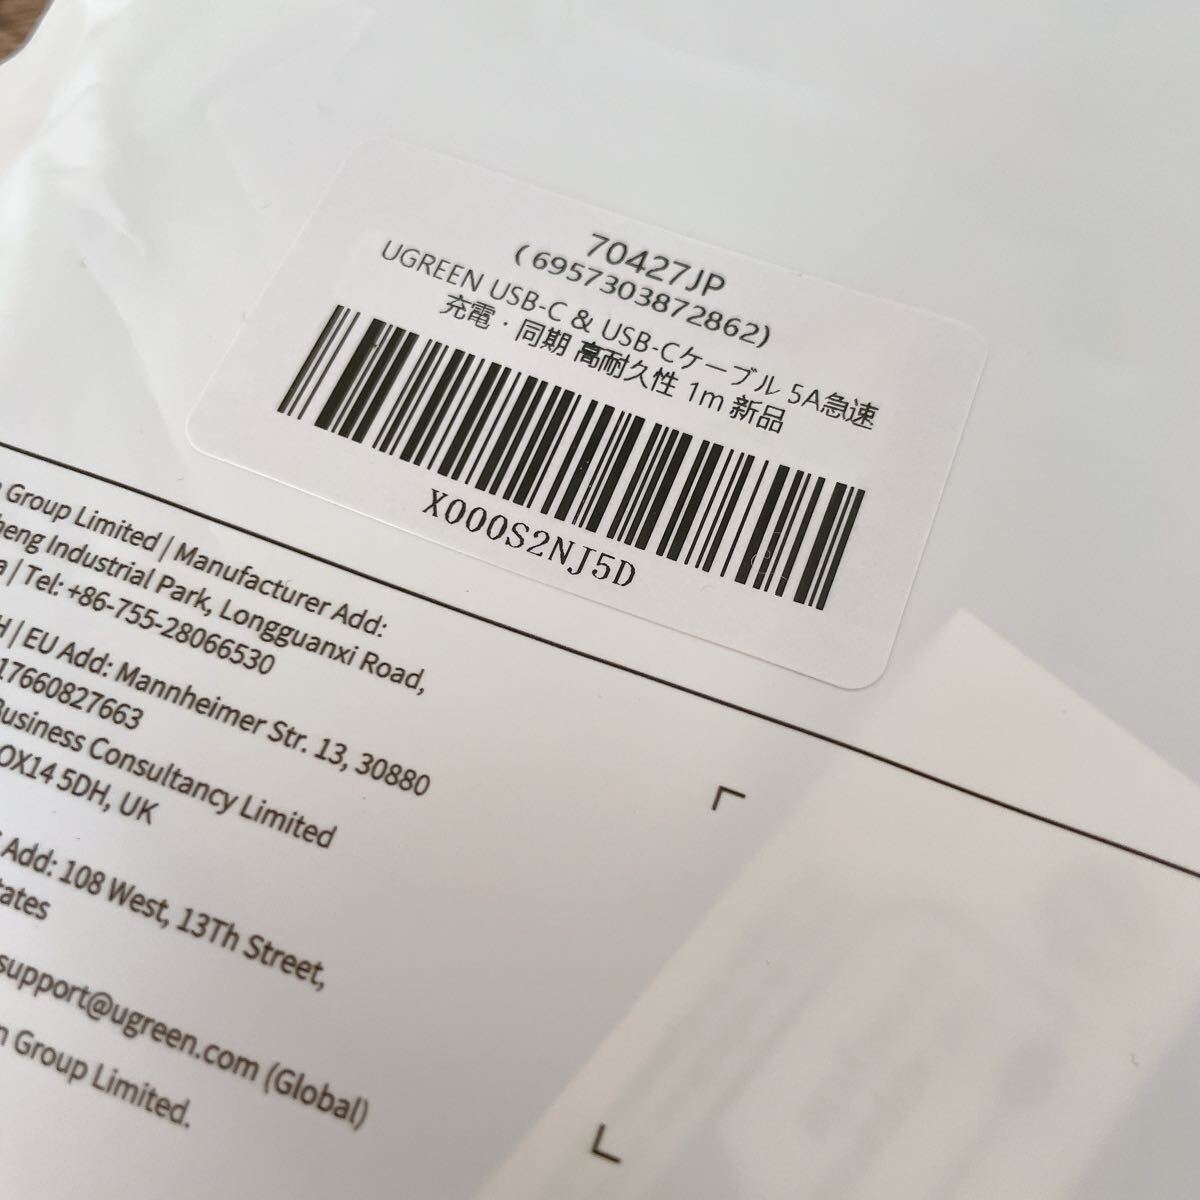 70427JP
(6957303872862)
UGREEN USB-C & USB-Cケーブル 5A急速
充電・同期 高耐久性 1m 新品
X000S2NJ5D
Group Limited | Manufacturer Add:
Industrial Park, Longguanxi Road,
| Tel: +86-755-28066530
| EU Add: Mannheimer Str. 13, 30880
17660827663
Business Consultancy Limited
OX14 5DH, UK
Add: 108 West, 13Th Street,
support@ugreen.com (Global)
Group Limited.